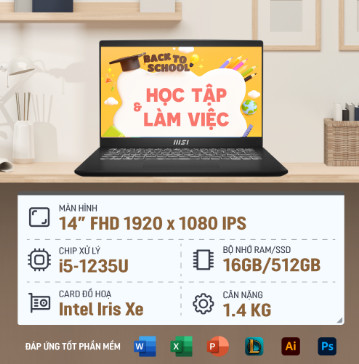 BACK TO
SCHOOL
HỌC TẬP
& LÀM VIỆC
msi
MÀN HÌNH
14” FHD 1920 x 1080 IPS
CHIP XỬ LÝ
i5-1235U
BỘ NHỚ RAM/SSD
16GB/512GB
CARD ĐỒ HOẠ
Intel Iris Xe
CÂN NẶNG
1.4 KG
ĐÁP ỨNG TỐT PHẦN MỀM
W
X
P
L
Ai
Ps